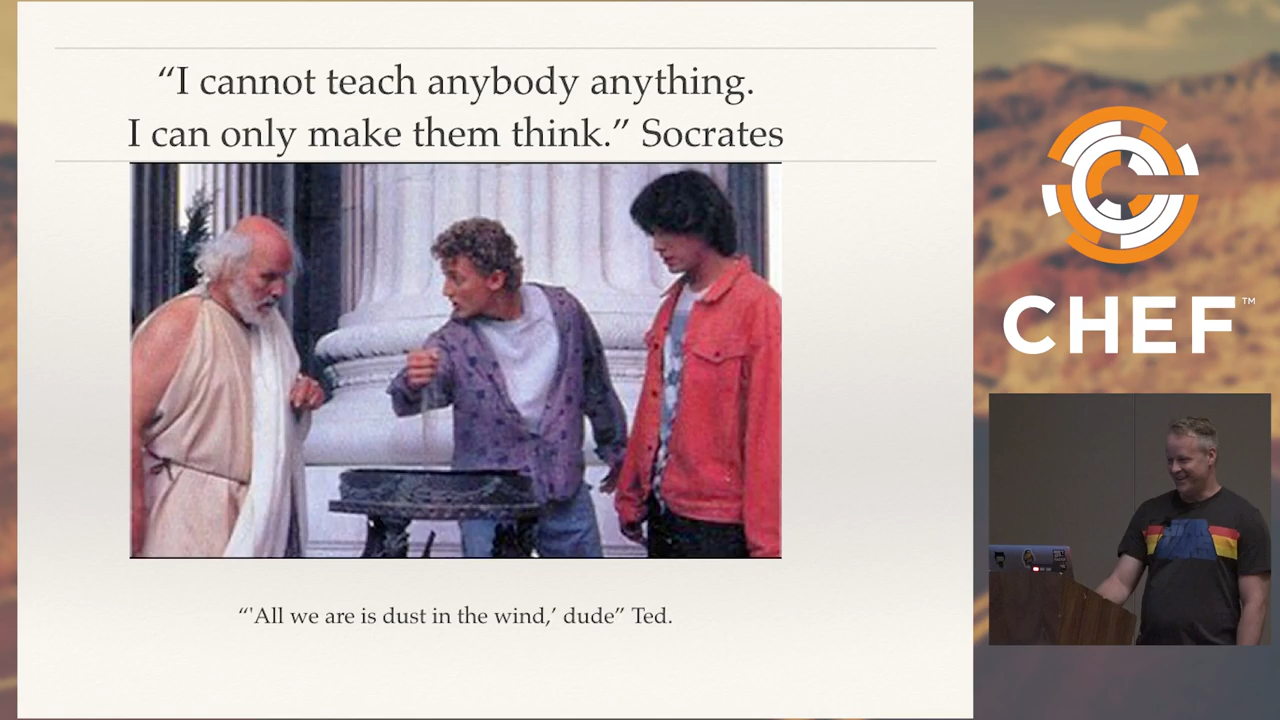 “I cannot teach anybody anything.
I can only make them think.” Socrates
“'All we are is dust in the wind,’ dude” Ted.
CHEF™